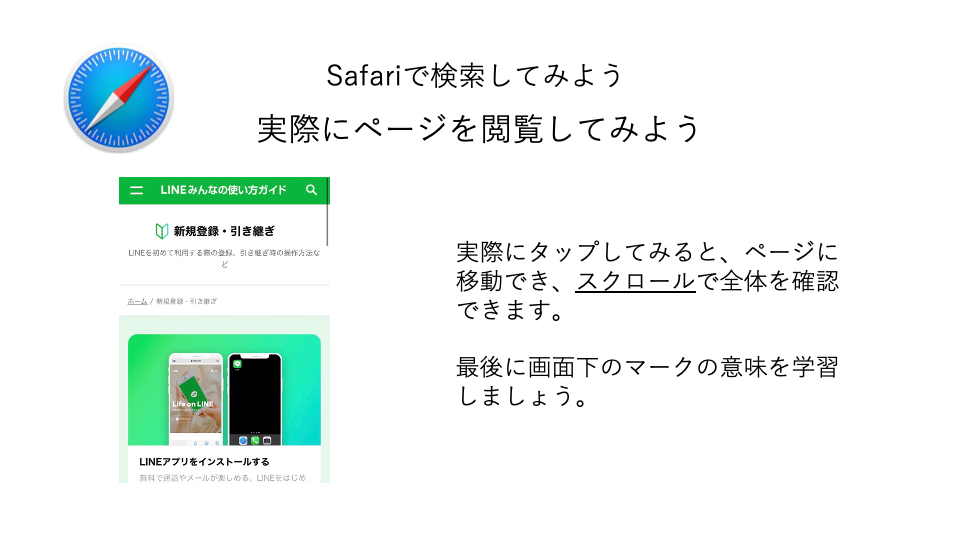 Safariで検索してみよう
実際にページを閲覧してみよう
LINEみんなの使い方ガイド
新規登録・引き継ぎ
LINEを初めて利用する際の登録、引き継ぎ時の操作方法な
ど
ホーム / 新規登録・引き継ぎ
Life on LINE
LINEアプリをインストールする
無料で通話やメールが楽しめる、LINEをはじめ
実際にタップしてみると、ページに
移動でき、スクロールで全体を確認
できます。
最後に画面下のマークの意味を学習
しましょう。